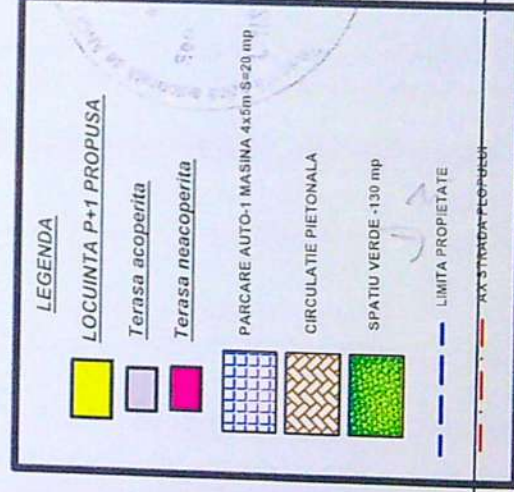 LEGENDA
LOCUINTA P+1 PROPUSA
Terasa acoperita
Terasa neacoperita
PARCARE AUTO-1 MASINA 4x5m S=20 mp
CIRCULATIE PIETONALA
SPATIU VERDE -130 mp
LIMITA PROPIETATE
AX STRADA PLOPULUI